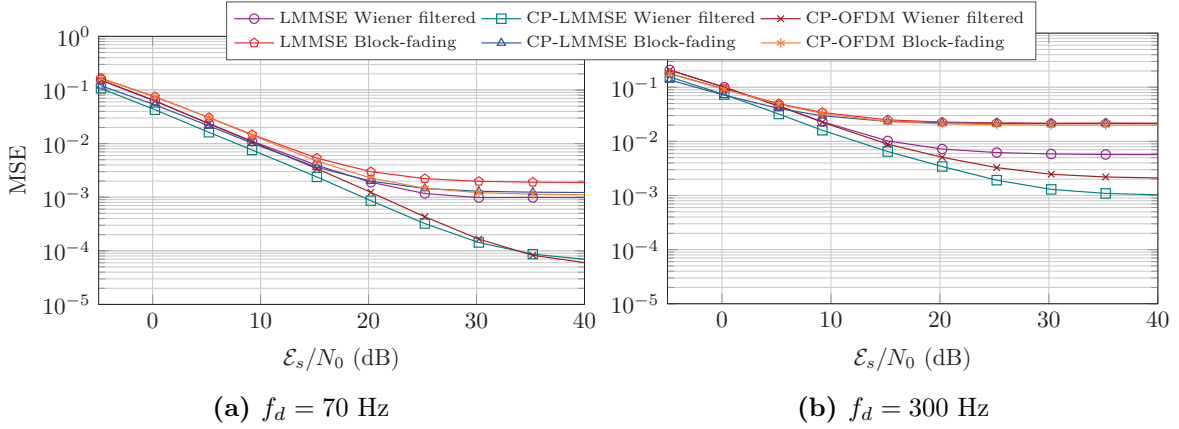 LMMSE Wiener filtered CP-LMMSE Wiener filtered CP-OFDM Wiener filtered
LMMSE Block-fading CP-LMMSE Block-fading CP-OFDM Block-fading
MSE
10^0
10^−1
10^−2
10^−3
10^−4
10^−5
0 10 20 30 40
ℰ_s/N_0 (dB)
(a) f_d = 70 Hz
10^0
10^−1
10^−2
10^−3
10^−4
10^−5
0 10 20 30 40
ℰ_s/N_0 (dB)
(b) f_d = 300 Hz